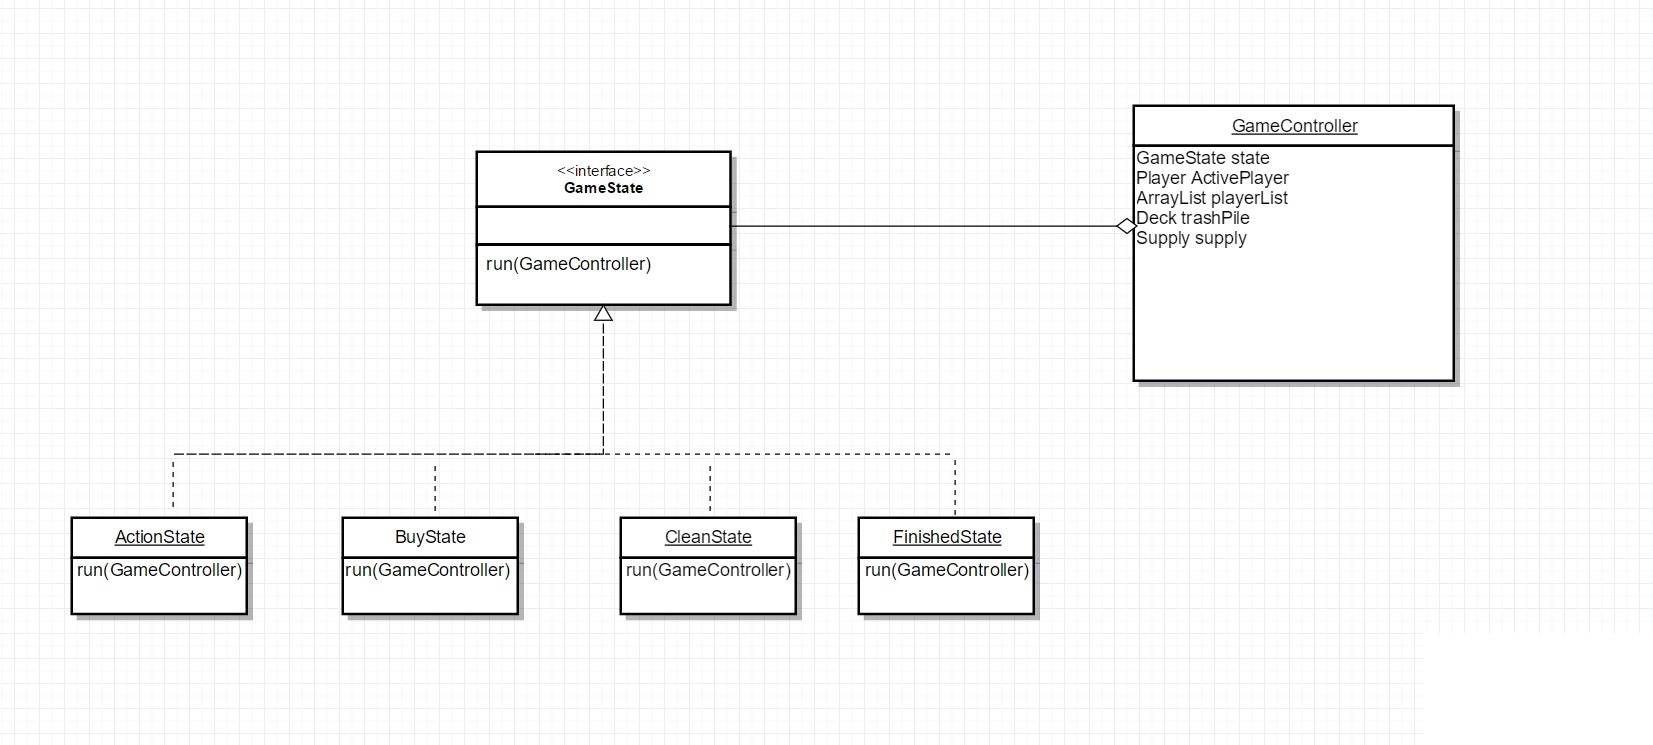 <<interface>>
GameState
run(GameController)
GameController
GameState state
Player ActivePlayer
ArrayList playerList
Deck trashPile
Supply supply
ActionState
run(GameController)
BuyState
run(GameController)
CleanState
run(GameController)
FinishedState
run(GameController)